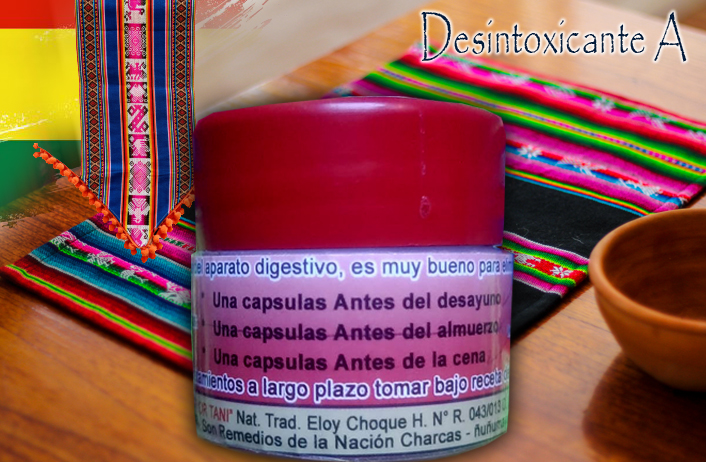 Desintoxicante A
el aparato digestivo, es muy bueno para
Una capsulas Antes del desayuno
Una capsulas Antes del almuerzo
Una capsulas Antes de la cena
amientos a largo plazo tomar bajo receta
TANI" Nat. Trad. Eloy Choque H. N° R. 043/013
Son Remedios de la Nación Charcas - ñuñuma